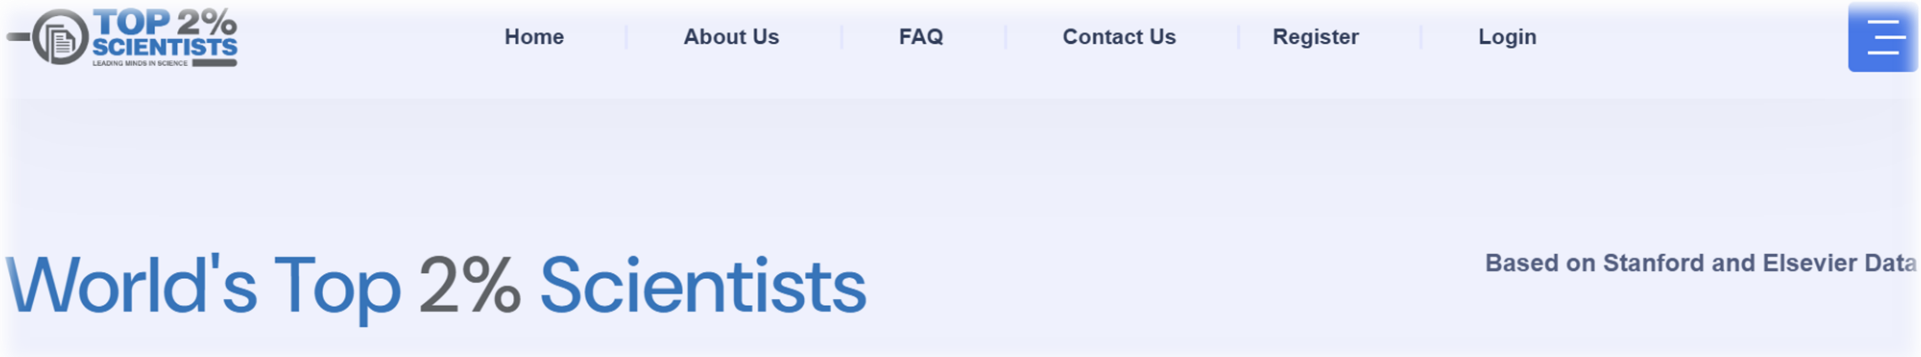 TOP 2%
SCIENTISTS
LEADING MINDS IN SCIENCE
Home About Us FAQ Contact Us Register Login
World's Top 2% Scientists
Based on Stanford and Elsevier Data